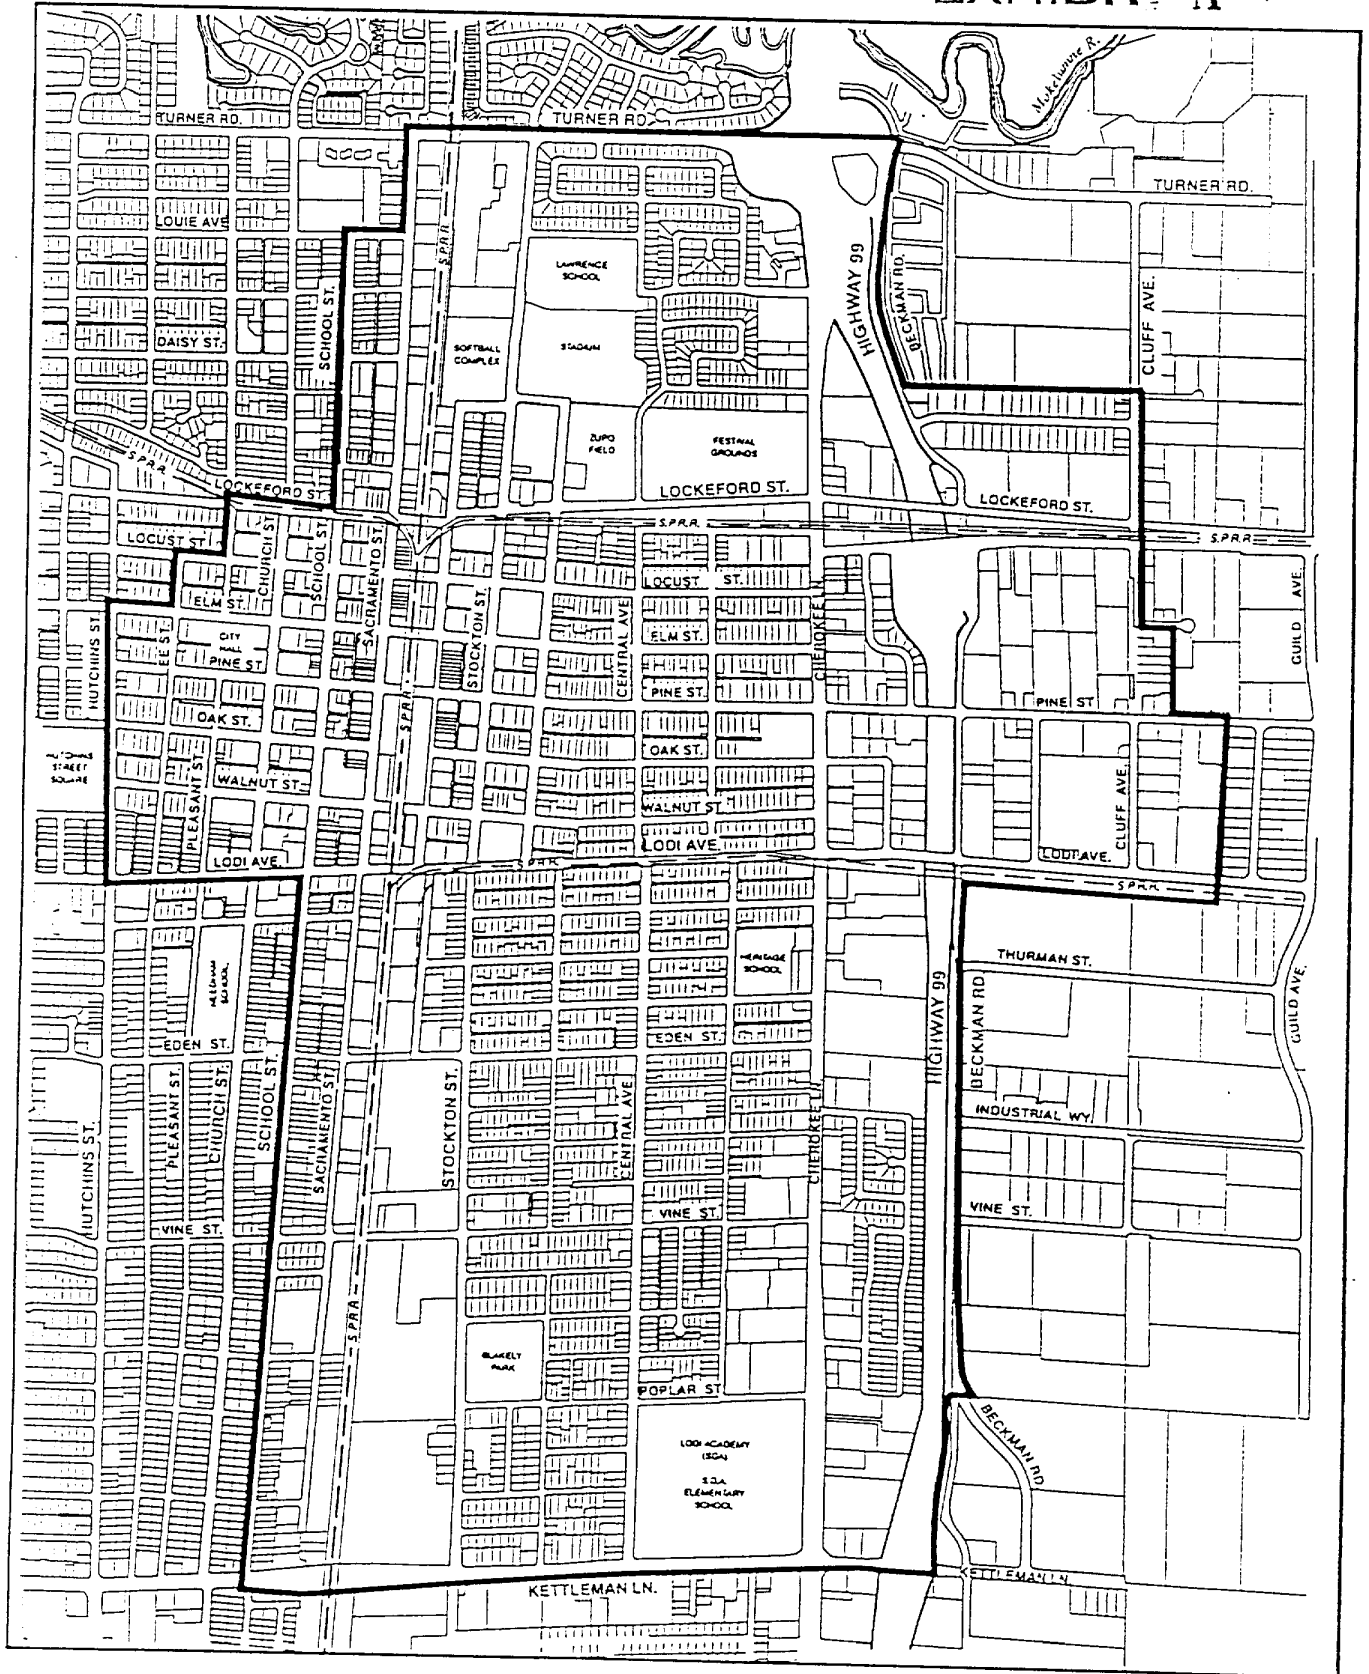 Mokelumne R.
TURNER RD.
TURNER RD.
TURNER RD.
LOUIE AVE
S.P.R.R.
LAWRENCE
SCHOOL
HIGHWAY 99
BECKMAN RD.
CLUFF AVE.
SCHOOL ST.
DAISY ST.
SOFTBALL
COMPLEX
STADIUM
ZUPO
FIELD
FESTIVAL
GROUNDS
S.P.R.R.
LOCKEFORD ST.
LOCKEFORD ST.
LOCKEFORD ST.
S.P.R.R.
S.P.R.R
LOCUST ST.
CHURCH ST.
SCHOOL ST.
SACRAMENTO ST.
LOCUST ST.
CHEROKEE LN.
GUILD AVE.
ELM ST.
STOCKTON ST.
CENTRAL AVE
ELM ST.
HUTCHINS ST.
CITY
HALL
PINE ST.
PINE ST.
PINE ST
OAK ST.
S.P.R.R.
OAK ST.
HUTCHINS
STREET
SQUARE
PLEASANT ST.
WALNUT ST.
WALNUT ST
CLUFF AVE.
LODI AVE.
LODI AVE.
LODI AVE.
S.P.R.R.
S.P.R.R.
NEEDHAM
SCHOOL
HERITAGE
SCHOOL
THURMAN ST.
GUILD AVE.
EDEN ST.
EDEN ST.
HIGHWAY 99
BECKMAN RD.
PLEASANT ST.
CHURCH ST.
SCHOOL ST.
SACRAMENTO ST.
STOCKTON ST.
CENTRAL AVE
CHEROKEE LN.
INDUSTRIAL WY.
HUTCHINS ST.
VINE ST.
VINE ST.
VINE ST.
S.P.R.R.
BLAKELY
PARK
POPLAR ST.
BECKMAN RD
LODI ACADEMY
(SDA)
S.D.A.
ELEMENTARY
SCHOOL
KETTLEMAN LN.
KETTLEMAN LN.